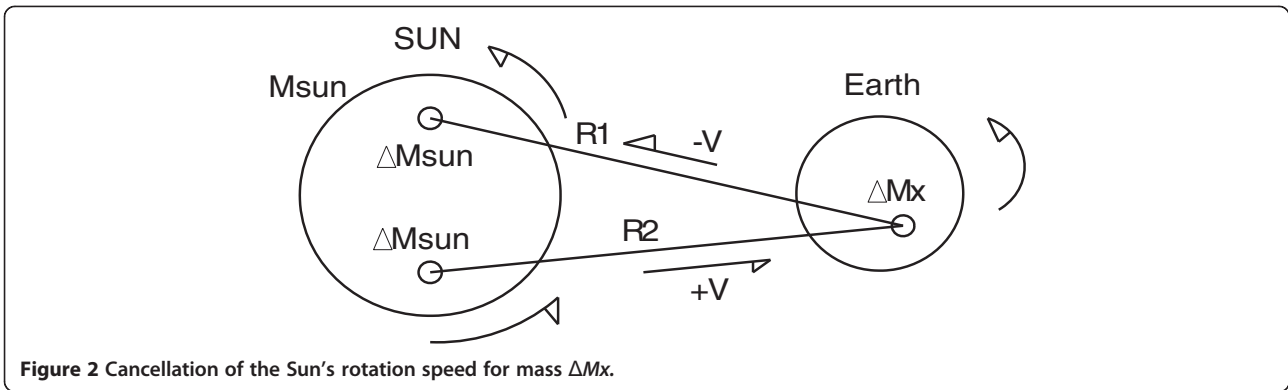 SUN
Msun
Earth
R1
-V
△Msun
△Mx
△Msun
R2
+V
Figure 2 Cancellation of the Sun's rotation speed for mass ΔMx.